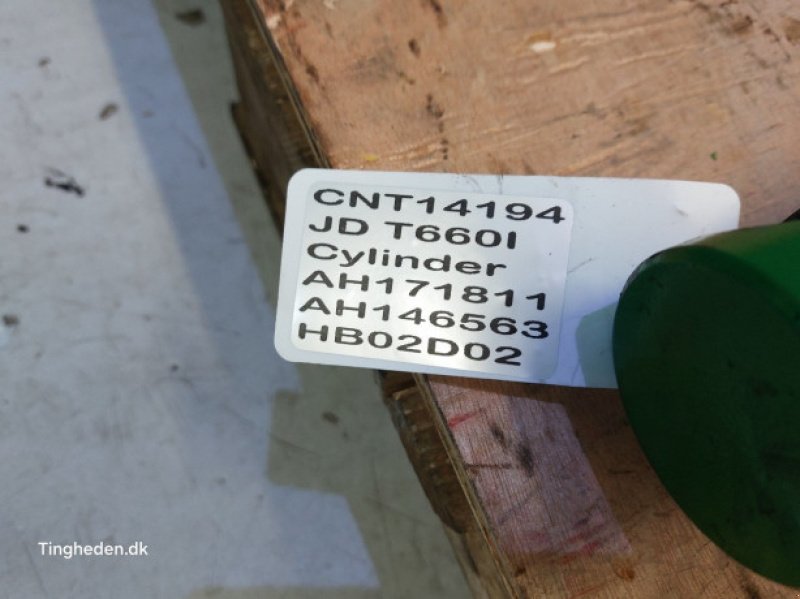 CNT14194
JD T660I
Cylinder
AH171811
AH146563
HB02D02
Tingheden.dk